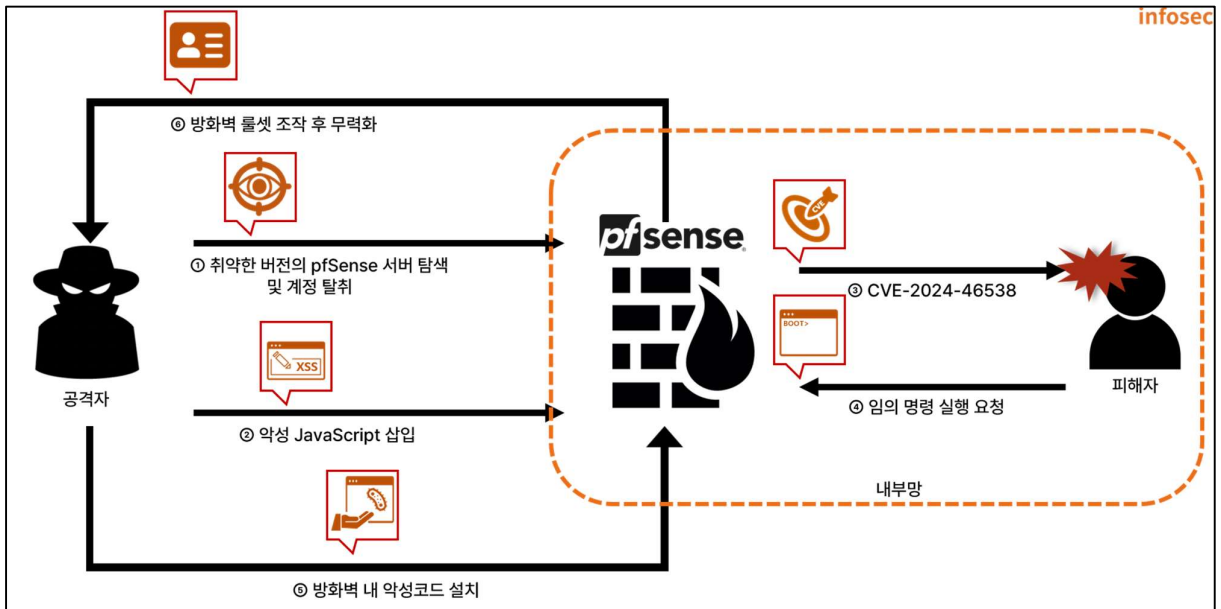 infosec
⑥ 방화벽 룰셋 조작 후 무력화
① 취약한 버전의 pfSense 서버 탐색
및 계정 탈취
pfsense
CVE
③ CVE-2024-46538
BOOT>
XSS
공격자
피해자
② 악성 JavaScript 삽입
④ 임의 명령 실행 요청
내부망
⑤ 방화벽 내 악성코드 설치